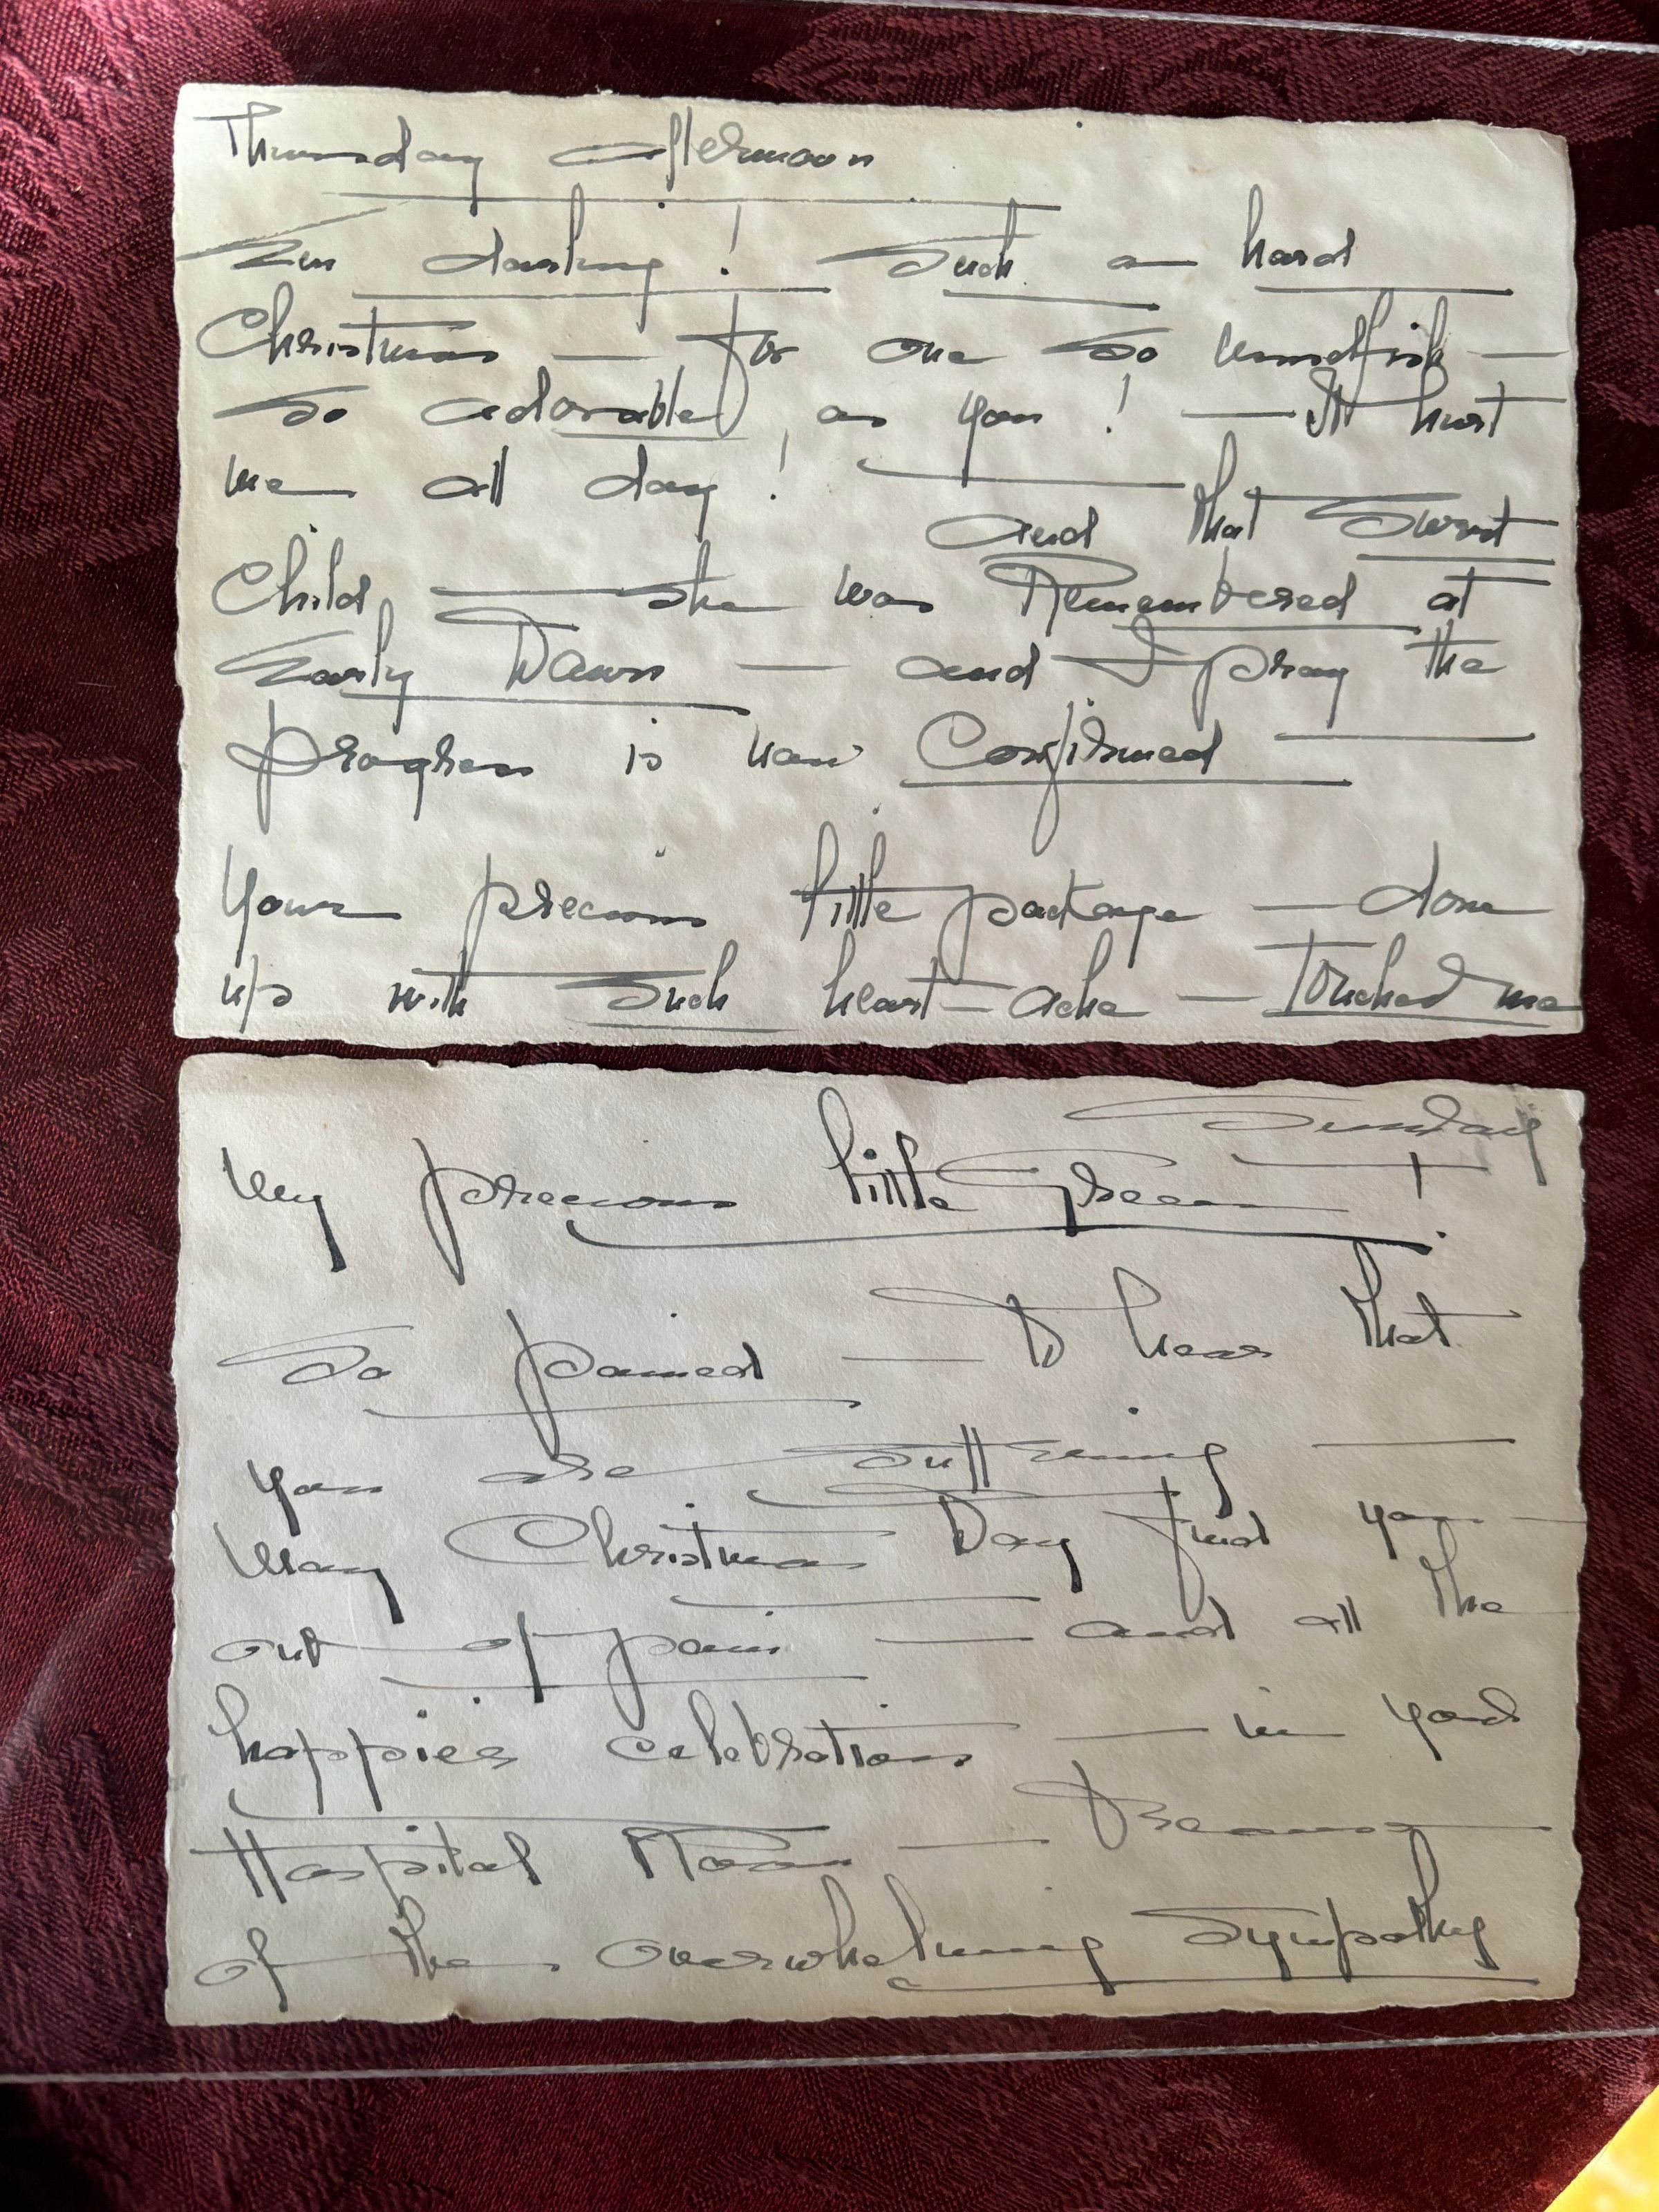 Thursday afternoon
Zen darling! Such a hard
Christmas — for one so unselfish —
so adorable, as you! — It hurt
me all day! —
and that Sweet
Child, — she was Remembered at
Early Dawn — and I pray the
progress is now Confirmed —
Your precious little package — done
up with such heart-ache — Touched me
Sunday
My precious little Green!
So pained — to hear that
you are suffering —
May Christmas Day find you —
out of pain — and all the
happier celebrations — in your
Hospital Room — Because
of the overwhelming Sympathy